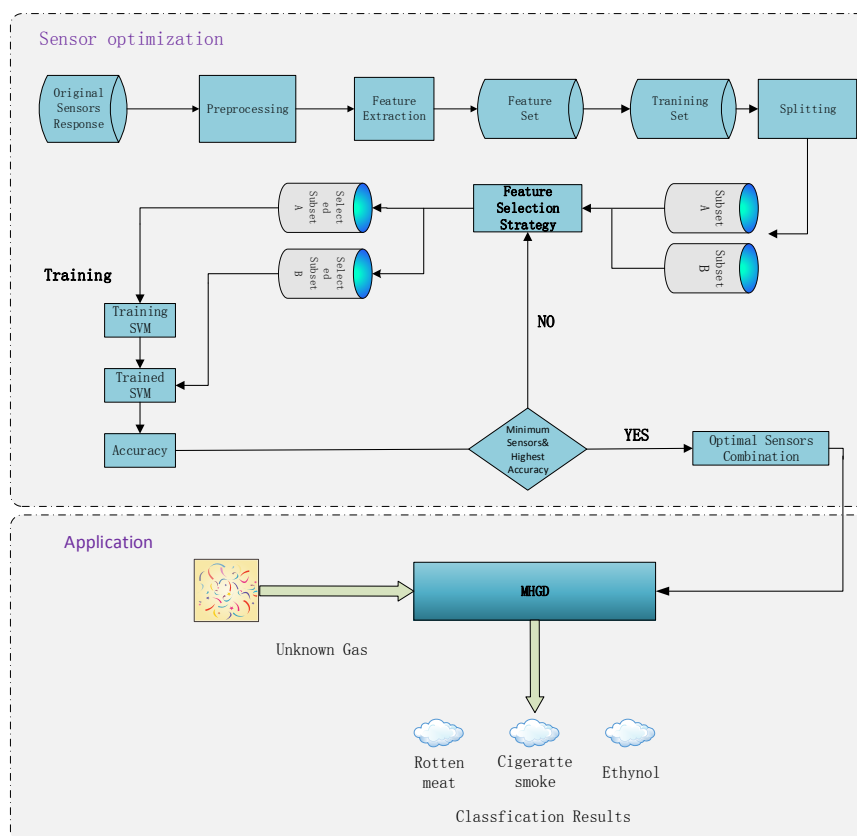 Sensor optimization
Original
Sensors
Response
Preprocessing
Feature
Extraction
Feature
Set
Tranining
Set
Splitting
Select
ed
Subset
A
Feature
Selection
Strategy
Subset
A
Select
ed
Subset
B
Subset
B
Training
Training
SVM
NO
Trained
SVM
Accuracy
Minimum
Sensors&
Highest
Accuracy
YES
Optimal Sensors
Combination
Application
MHGD
Unknown Gas
Rotten
meat
Cigeratte
smoke
Ethynol
Classfication Results